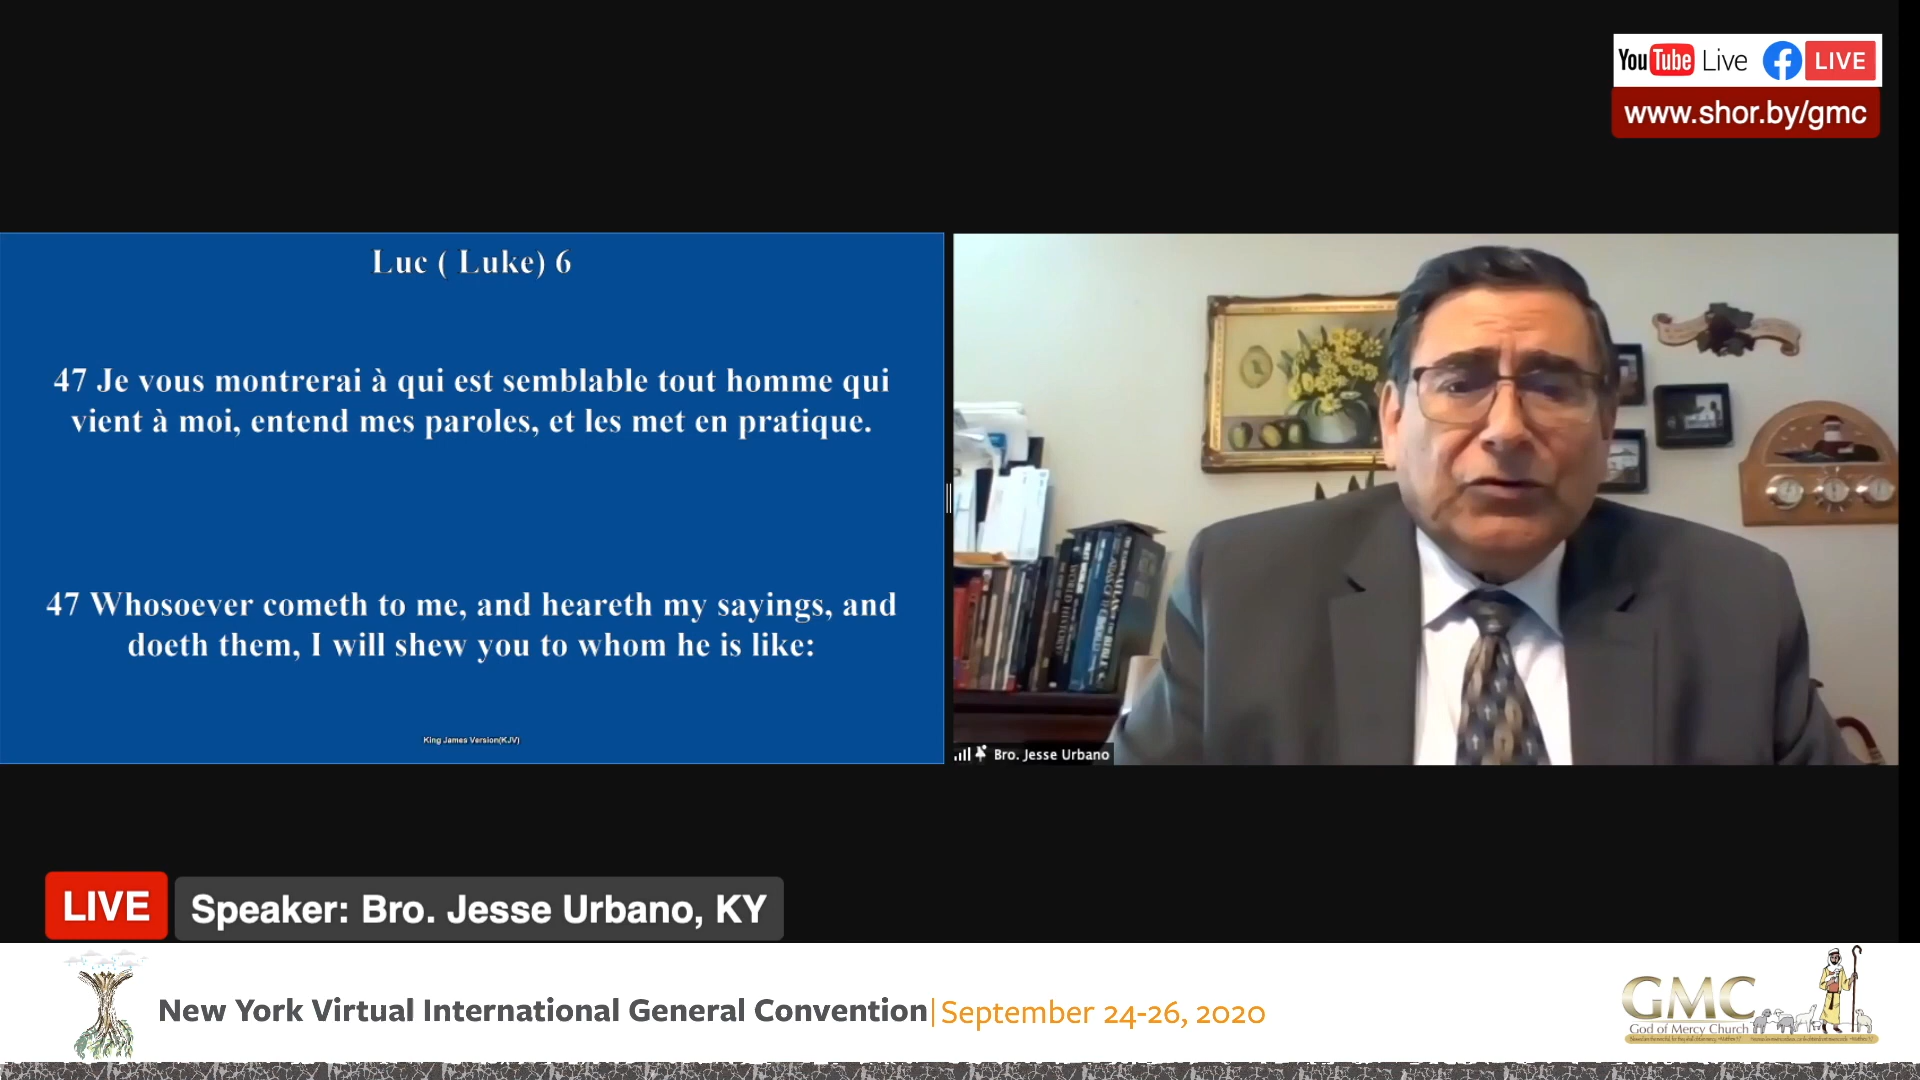 YouTube Live LIVE
www.shor.by/gmc
Luc ( Luke) 6
47 Je vous montrerai à qui est semblable tout homme qui
vient à moi, entend mes paroles, et les met en pratique.
47 Whosoever cometh to me, and heareth my sayings, and
doeth them, I will shew you to whom he is like:
King James Version(KJV)
WORLD HISTORY
Bro. Jesse Urbano
LIVE Speaker: Bro. Jesse Urbano, KY
New York Virtual International General Convention| September 24-26, 2020
GMC
God of Mercy Church